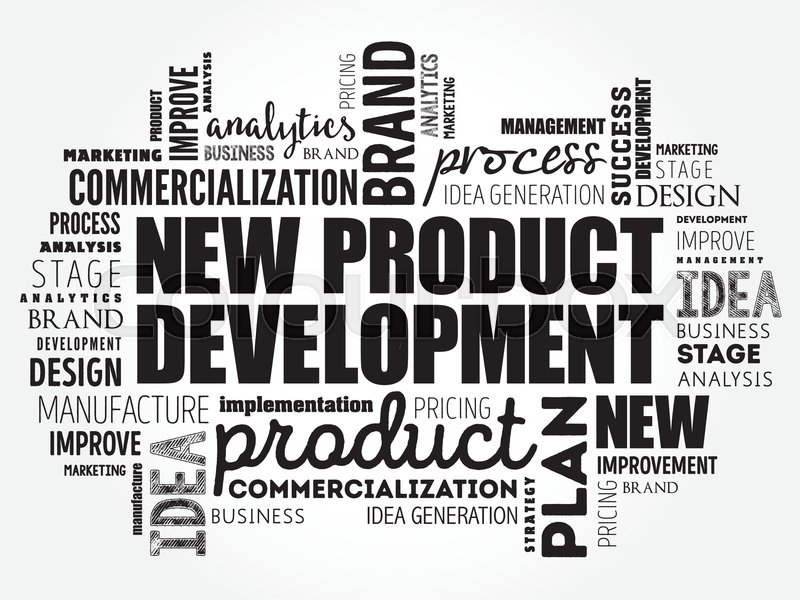 PRODUCT
IMPROVE
ANALYSIS
analytics
PRICING
BRAND
ANALYTICS
MARKETING
MANAGEMENT
SUCCESS
DEVELOPMENT
MARKETING
BUSINESS
BRAND
process
MARKETING
STAGE
COMMERCIALIZATION
IDEA GENERATION
DESIGN
PROCESS
NEW PRODUCT
DEVELOPMENT
ANALYSIS
IMPROVE
STAGE
MANAGEMENT
ANALYTICS
IDEA
BRAND
DEVELOPMENT
BUSINESS
DEVELOPMENT
STAGE
DESIGN
ANALYSIS
MANUFACTURE
implementation
PRICING
PLAN
NEW
IMPROVE
product
IMPROVEMENT
MARKETING
manufacture
IDEA
COMMERCIALIZATION
STRATEGY
PRICING
BRAND
BUSINESS
IDEA GENERATION
colourbox